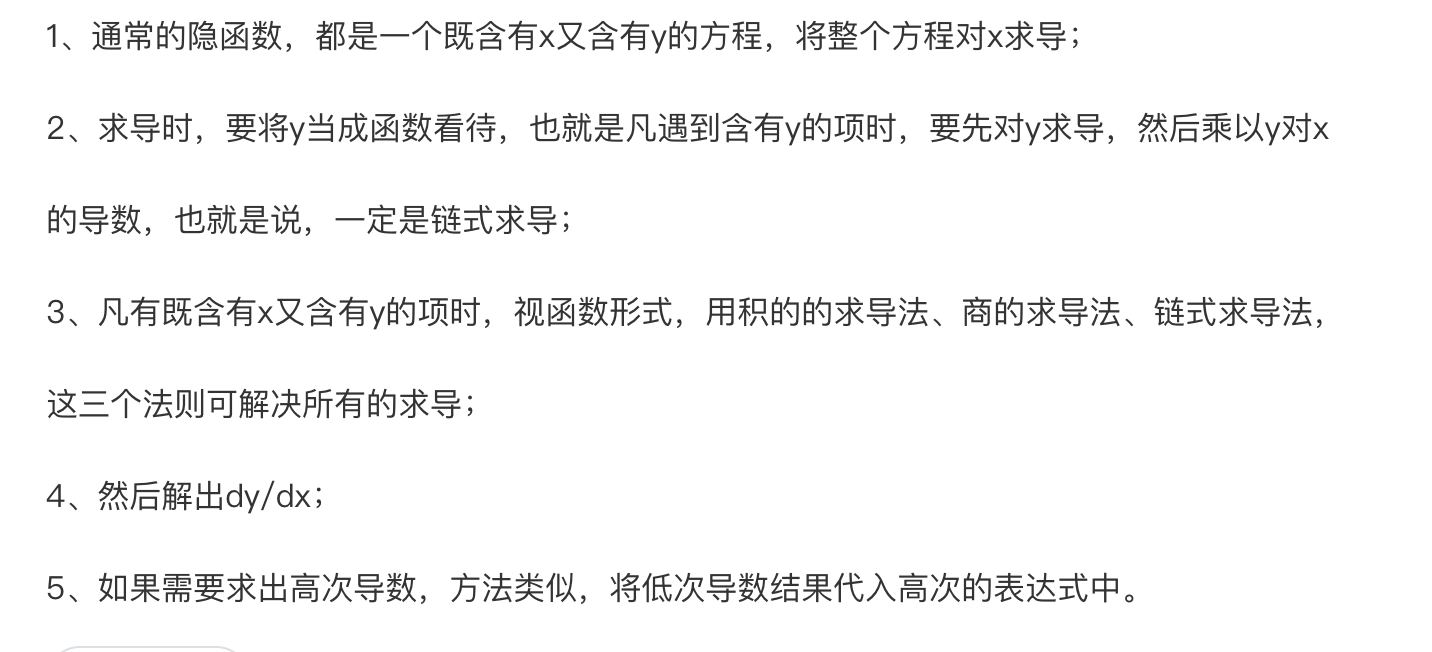 1、通常的隐函数，都是一个既含有x又含有y的方程，将整个方程对x求导；
2、求导时，要将y当成函数看待，也就是凡遇到含有y的项时，要先对y求导，然后乘以y对x
的导数，也就是说，一定是链式求导；
3、凡有既含有x又含有y的项时，视函数形式，用积的的求导法、商的求导法、链式求导法，
这三个法则可解决所有的求导；
4、然后解出dy/dx；
5、如果需要求出高次导数，方法类似，将低次导数结果代入高次的表达式中。